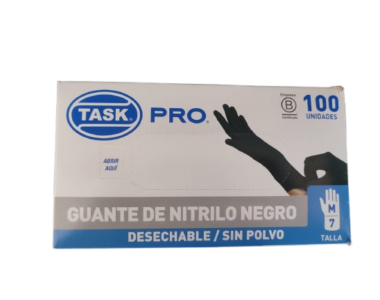 TASK
PRO
100
UNIDADES
B
ABRIR
AQUÍ
GUANTE DE NITRILO NEGRO
M
7
DESECHABLE / SIN POLVO
TALLA